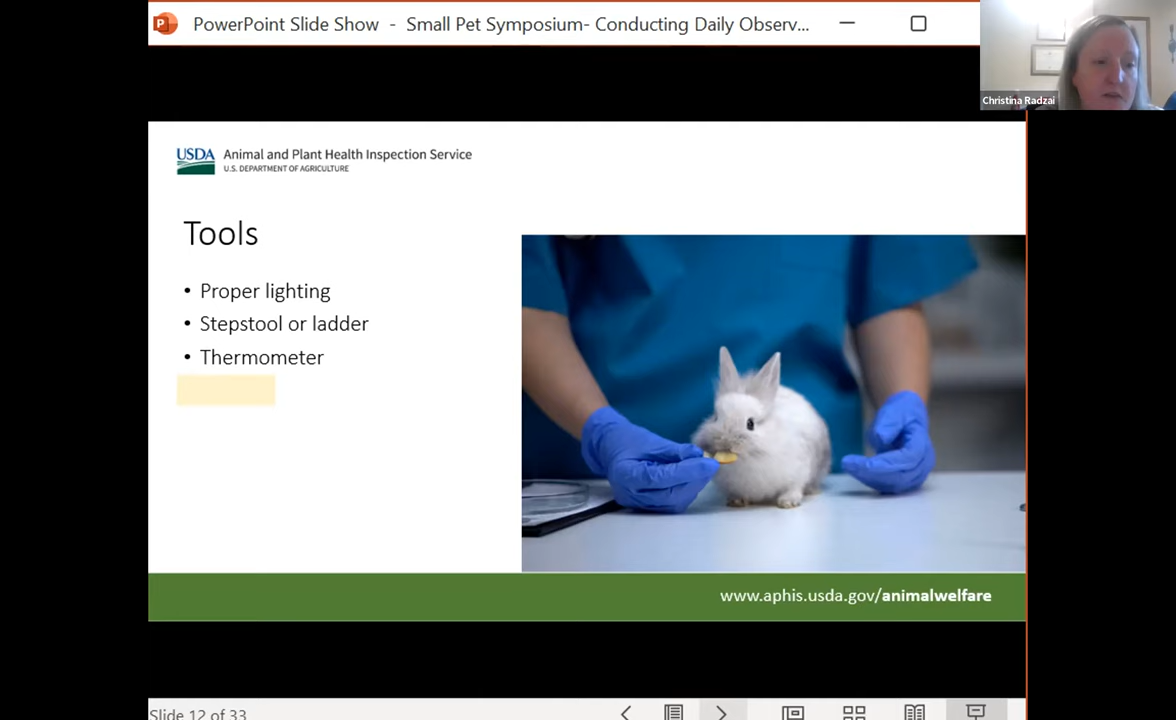 PowerPoint Slide Show - Small Pet Symposium- Conducting Daily Observ...
Christina Radzai
USDA Animal and Plant Health Inspection Service
U.S. DEPARTMENT OF AGRICULTURE
Tools
• Proper lighting
• Stepstool or ladder
• Thermometer
www.aphis.usda.gov/animalwelfare
Slide 12 of 33